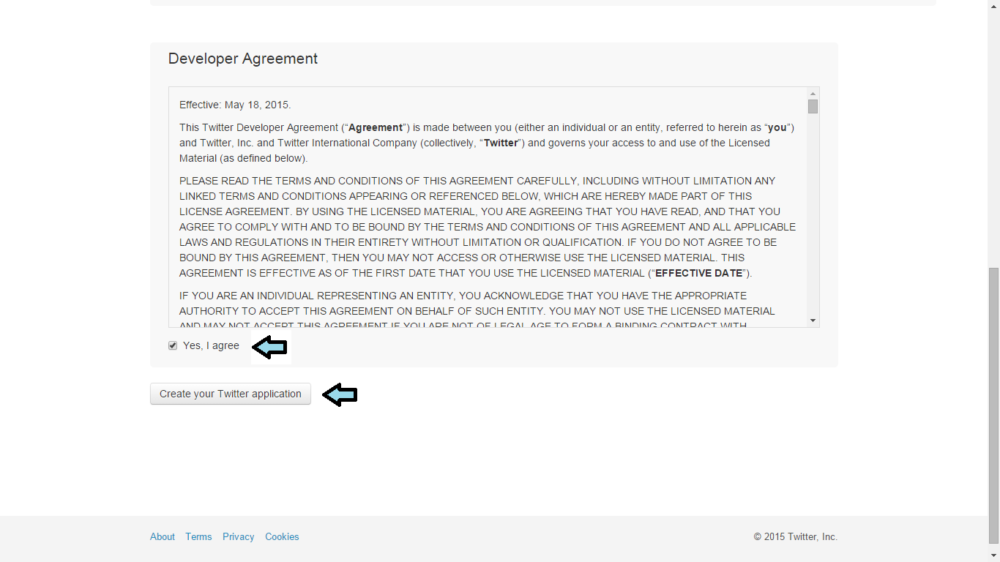 Developer Agreement
Effective: May 18, 2015.
This Twitter Developer Agreement (“Agreement”) is made between you (either an individual or an entity, referred to herein as “you”)
and Twitter, Inc. and Twitter International Company (collectively, “Twitter”) and governs your access to and use of the Licensed
Material (as defined below).
PLEASE READ THE TERMS AND CONDITIONS OF THIS AGREEMENT CAREFULLY, INCLUDING WITHOUT LIMITATION ANY
LINKED TERMS AND CONDITIONS APPEARING OR REFERENCED BELOW, WHICH ARE HEREBY MADE PART OF THIS
LICENSE AGREEMENT. BY USING THE LICENSED MATERIAL, YOU ARE AGREEING THAT YOU HAVE READ, AND THAT YOU
AGREE TO COMPLY WITH AND TO BE BOUND BY THE TERMS AND CONDITIONS OF THIS AGREEMENT AND ALL APPLICABLE
LAWS AND REGULATIONS IN THEIR ENTIRETY WITHOUT LIMITATION OR QUALIFICATION. IF YOU DO NOT AGREE TO BE
BOUND BY THIS AGREEMENT, THEN YOU MAY NOT ACCESS OR OTHERWISE USE THE LICENSED MATERIAL. THIS
AGREEMENT IS EFFECTIVE AS OF THE FIRST DATE THAT YOU USE THE LICENSED MATERIAL (“EFFECTIVE DATE”).
IF YOU ARE AN INDIVIDUAL REPRESENTING AN ENTITY, YOU ACKNOWLEDGE THAT YOU HAVE THE APPROPRIATE
AUTHORITY TO ACCEPT THIS AGREEMENT ON BEHALF OF SUCH ENTITY. YOU MAY NOT USE THE LICENSED MATERIAL
AND MAY NOT ACCEPT THIS AGREEMENT IF YOU ARE NOT OF LEGAL AGE TO FORM A BINDING CONTRACT WITH
Yes, I agree
Create your Twitter application
About Terms Privacy Cookies © 2015 Twitter, Inc.